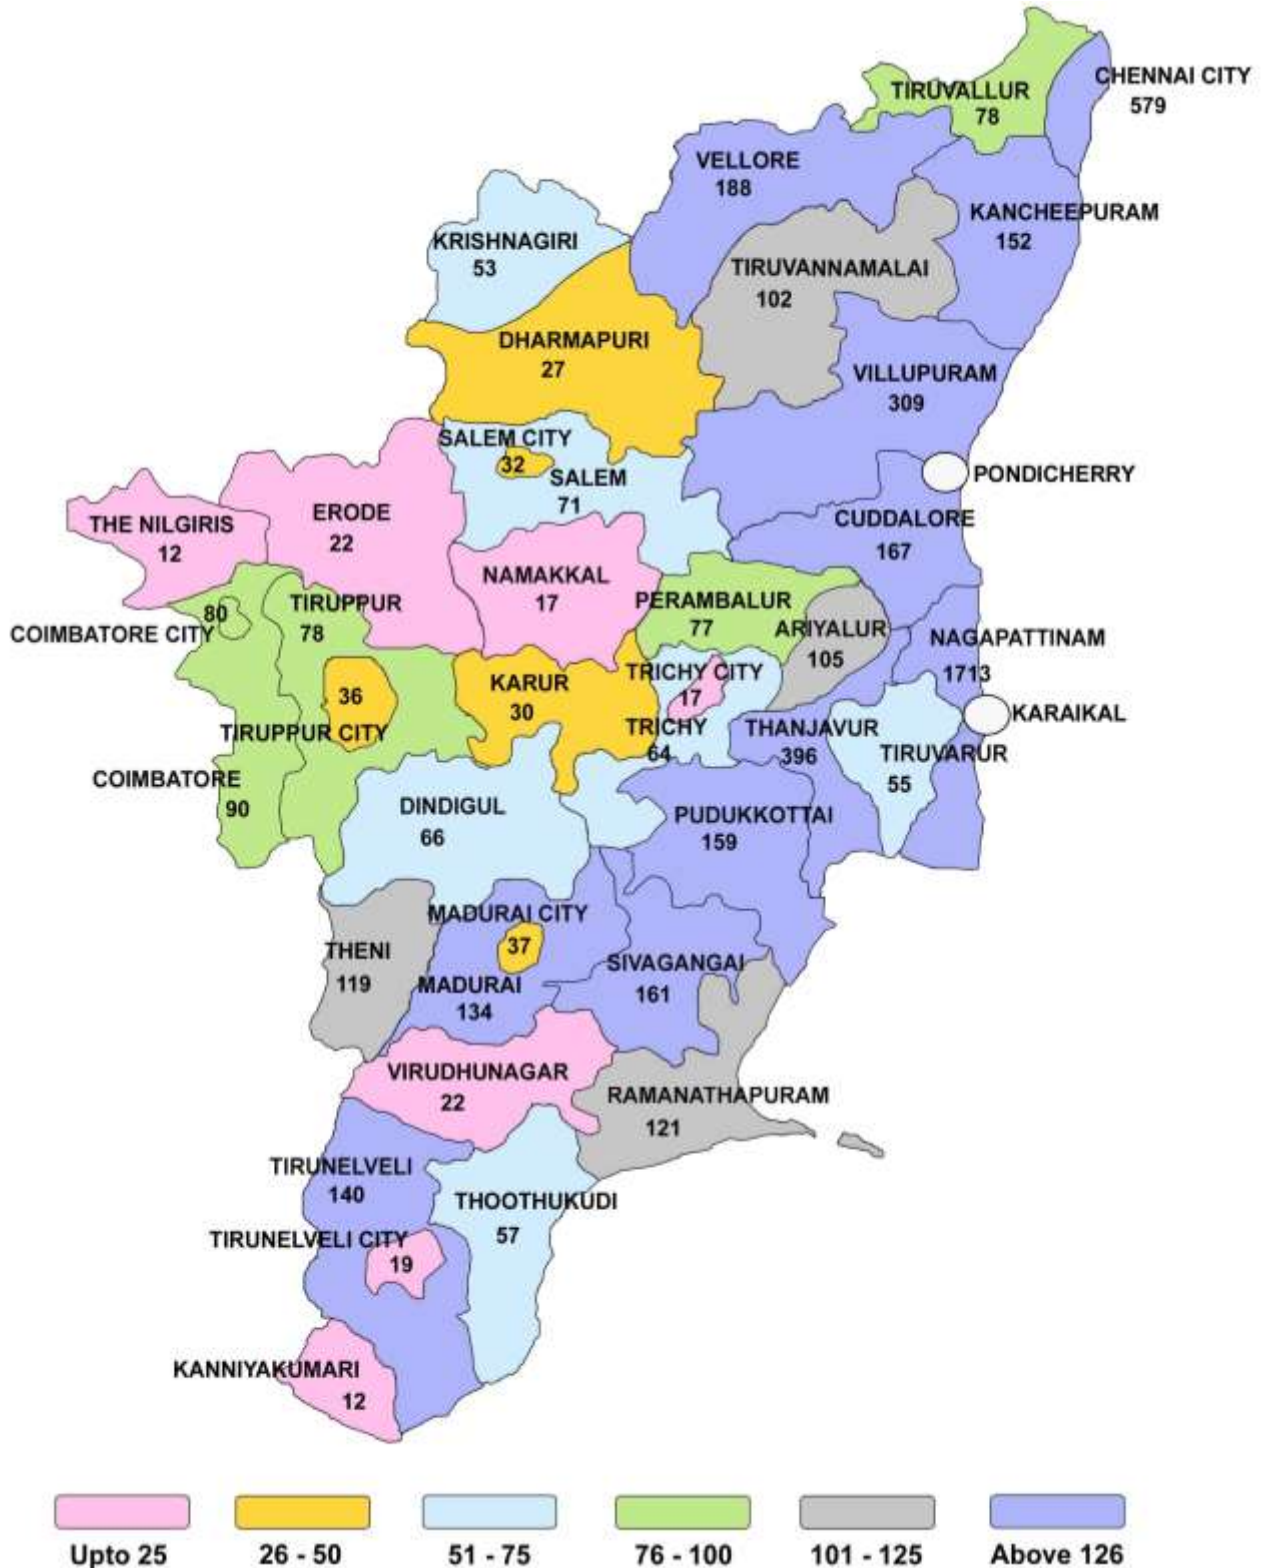 CHENNAI CITY
579
TIRUVALLUR
78
VELLORE
188
KANCHEEPURAM
152
KRISHNAGIRI
53
TIRUVANNAMALAI
102
DHARMAPURI
27
VILLUPURAM
309
SALEM CITY
32
SALEM
71
PONDICHERRY
THE NILGIRIS
12
ERODE
22
CUDDALORE
167
NAMAKKAL
17
COIMBATORE CITY
80
TIRUPPUR
78
PERAMBALUR
77
ARIYALUR
105
NAGAPATTINAM
1713
TRICHY CITY
17
KARUR
30
36
TIRUPPUR CITY
TRICHY
64
THANJAVUR
396
KARAIKAL
TIRUVARUR
55
COIMBATORE
90
DINDIGUL
66
PUDUKKOTTAI
159
MADURAI CITY
37
THENI
119
MADURAI
134
SIVAGANGAI
161
VIRUDHUNAGAR
22
RAMANATHAPURAM
121
TIRUNELVELI
140
THOOTHUKUDI
57
TIRUNELVELI CITY
19
KANNIYAKUMARI
12
Upto 25
26 - 50
51 - 75
76 - 100
101 - 125
Above 126